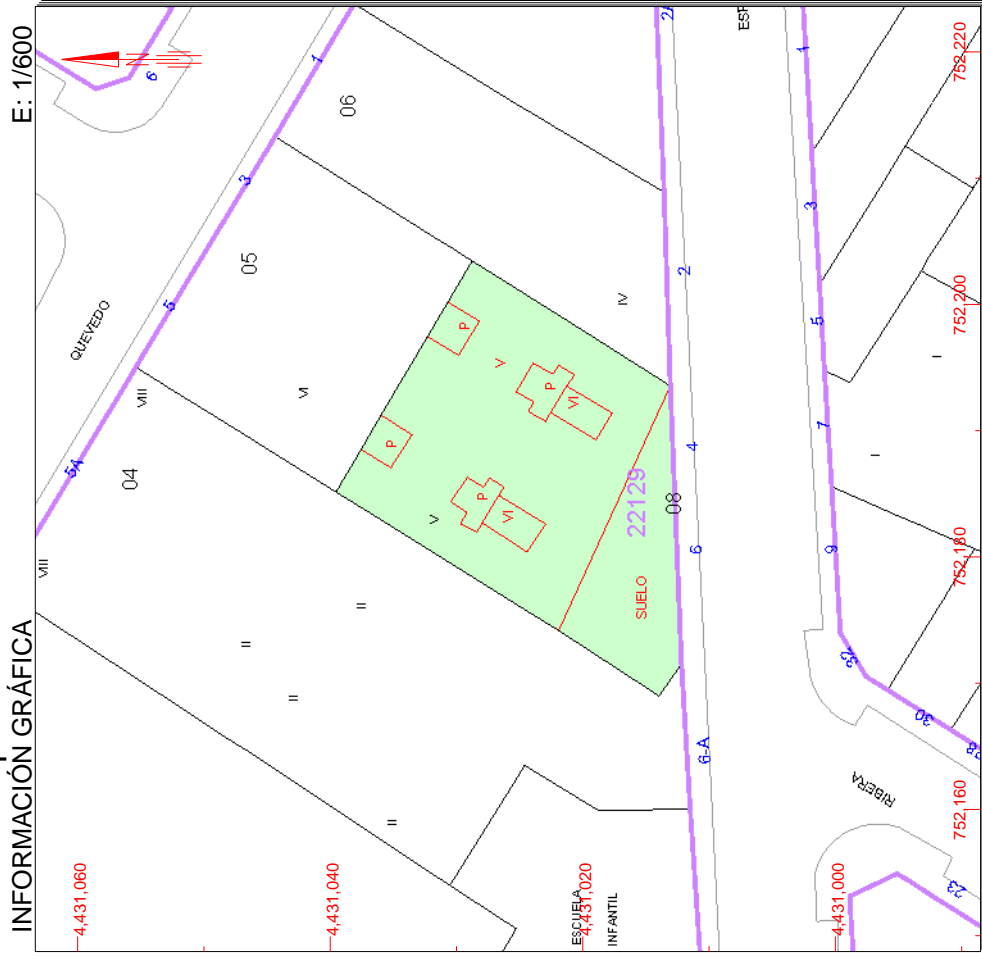 INFORMACIÓN GRÁFICA
E: 1/600
N
6
1
3
5
5A
QUEVEDO
06
05
04
VIII
VIII
VI
II
II
II
II
P
P
V
V
P
VI
P
VI
IV
SUELO
22129
08
2
4
6
6-A
1
3
5
7
9
32
30
23
I
I
RIBERA
ESCUELA
INFANTIL
4,431,060
4,431,040
4,431,020
4,431,000
752,160
752,180
752,200
752,220